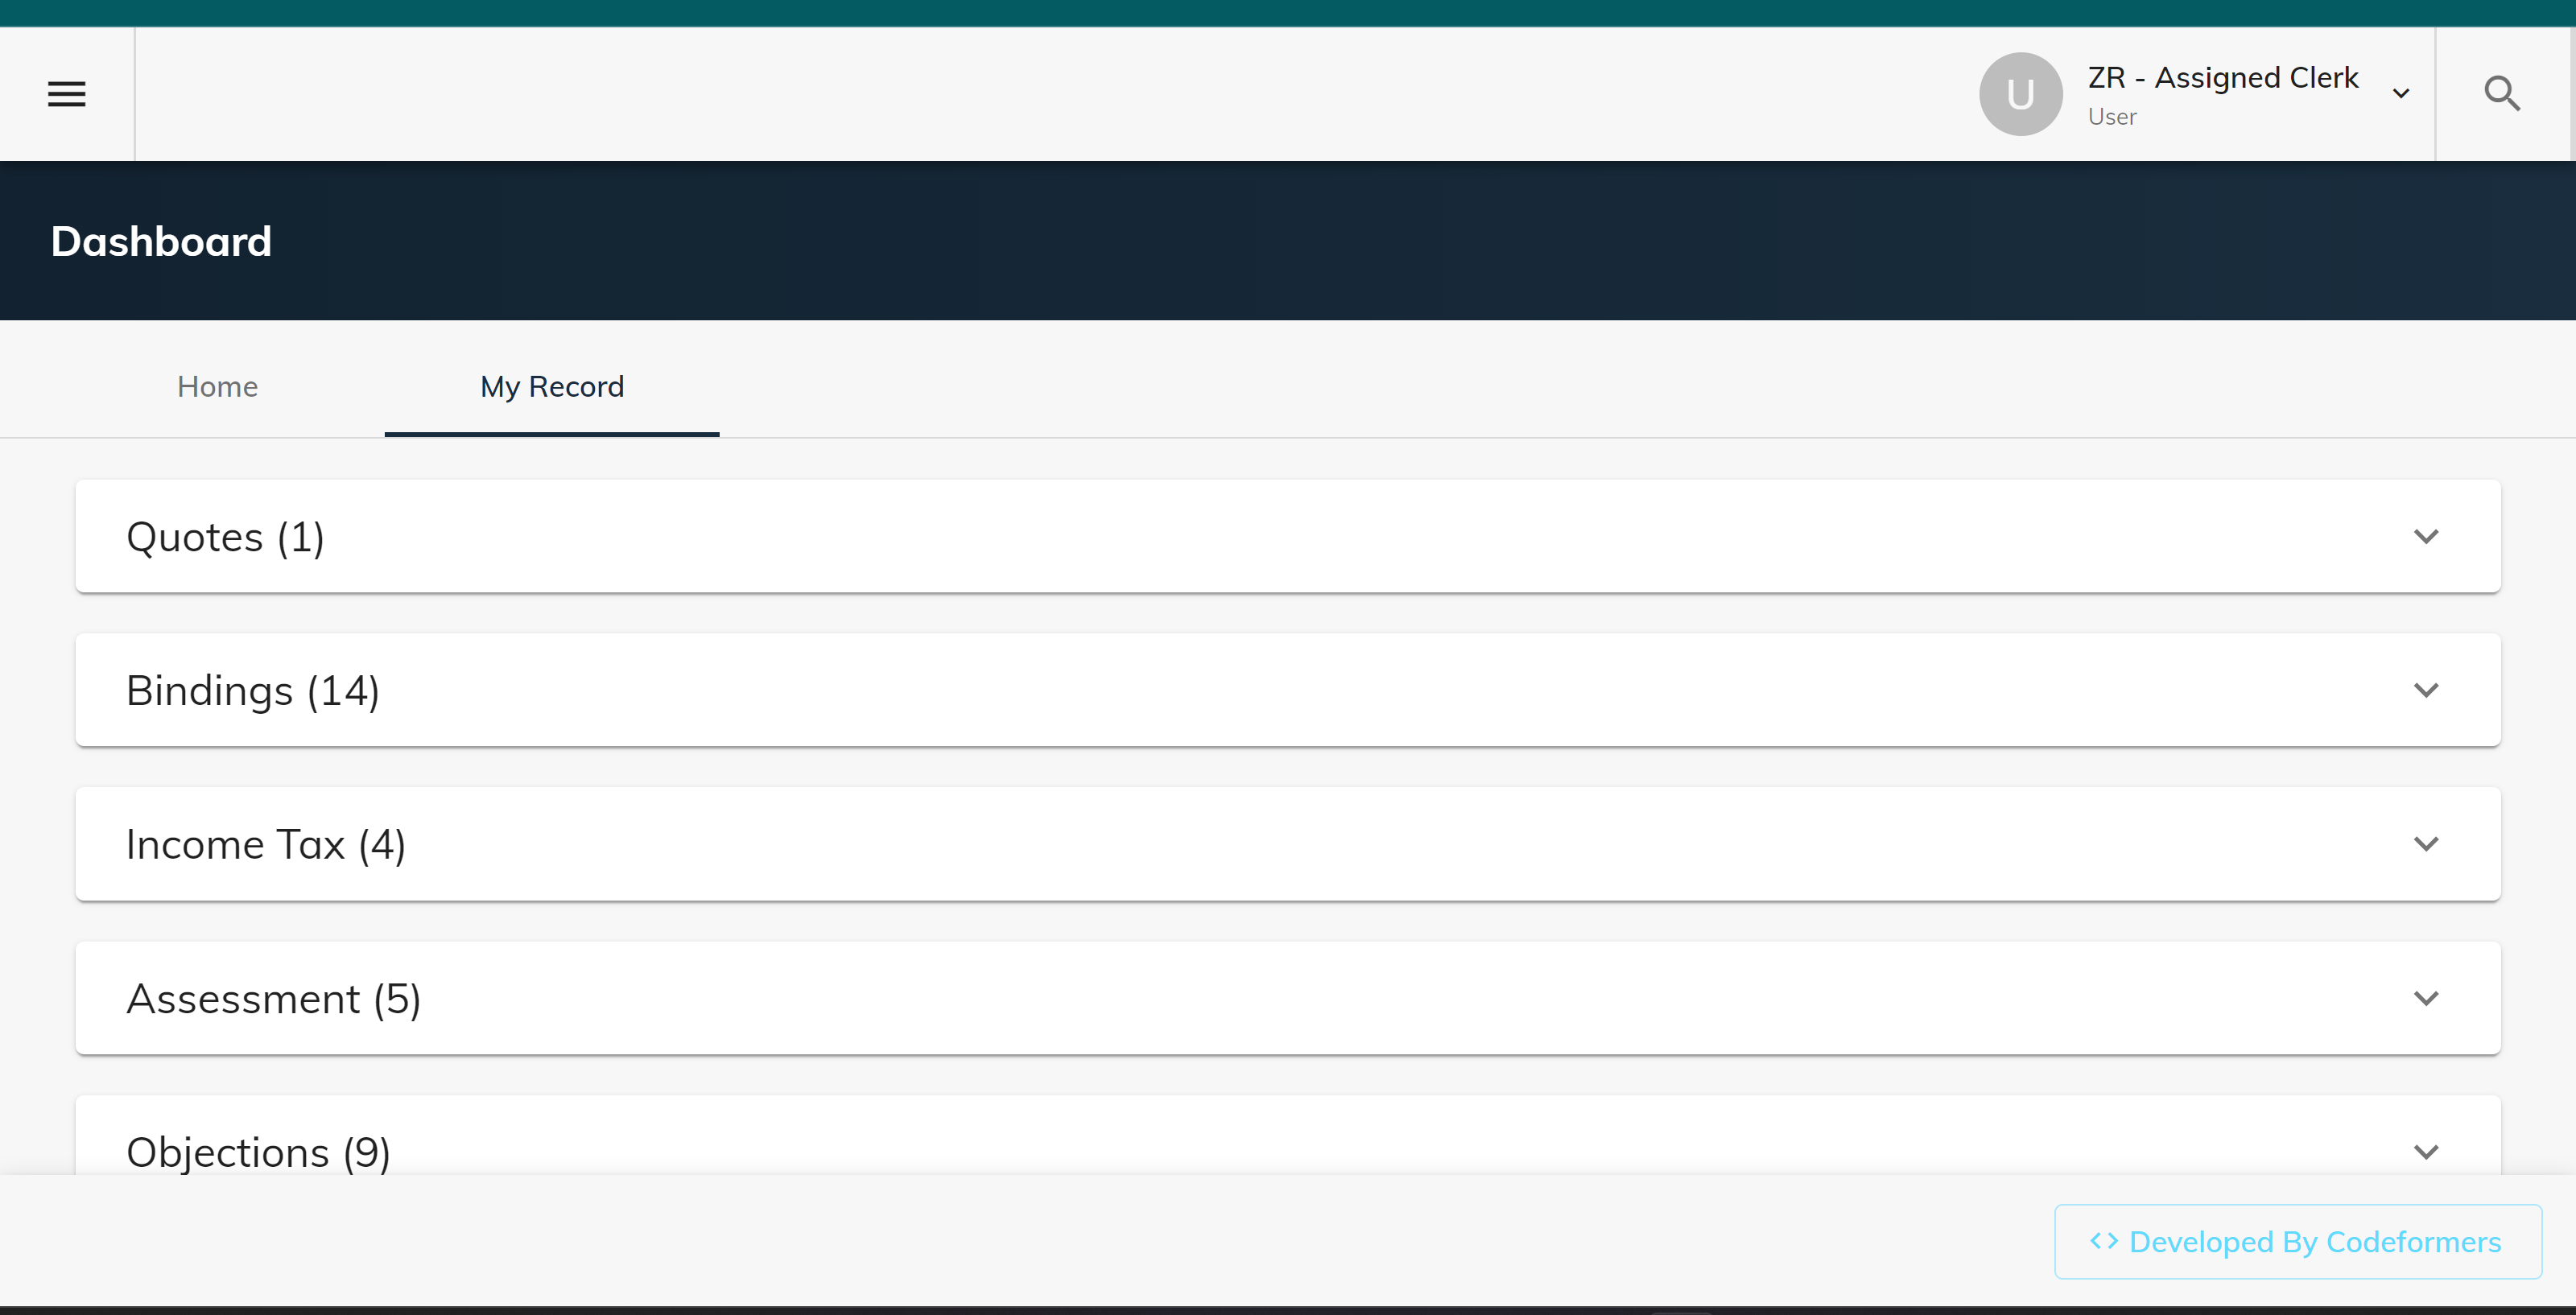 U
ZR - Assigned Clerk
User
Dashboard
Home
My Record
Quotes (1)
Bindings (14)
Income Tax (4)
Assessment (5)
Objections (9)
<> Developed By Codeformers